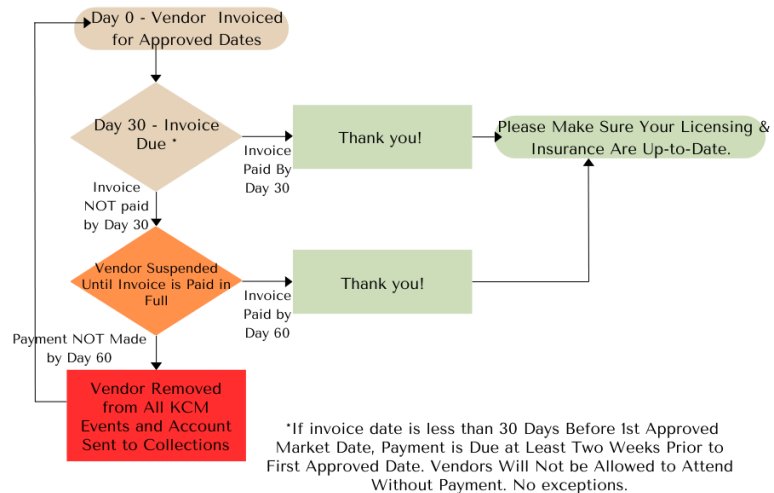 Day 0 - Vendor Invoiced
for Approved Dates
Day 30 - Invoice
Due *
Invoice
Paid By
Day 30
Thank you!
Please Make Sure Your Licensing &
Insurance Are Up-to-Date.
Invoice
NOT paid
by Day 30
Vendor Suspended
Until Invoice is Paid in
Full
Invoice
Paid by
Day 60
Thank you!
Payment NOT Made
by Day 60
Vendor Removed
from All KCM
Events and Account
Sent to Collections
*If invoice date is less than 30 Days Before 1st Approved
Market Date, Payment is Due at Least Two Weeks Prior to
First Approved Date. Vendors Will Not be Allowed to Attend
Without Payment. No exceptions.